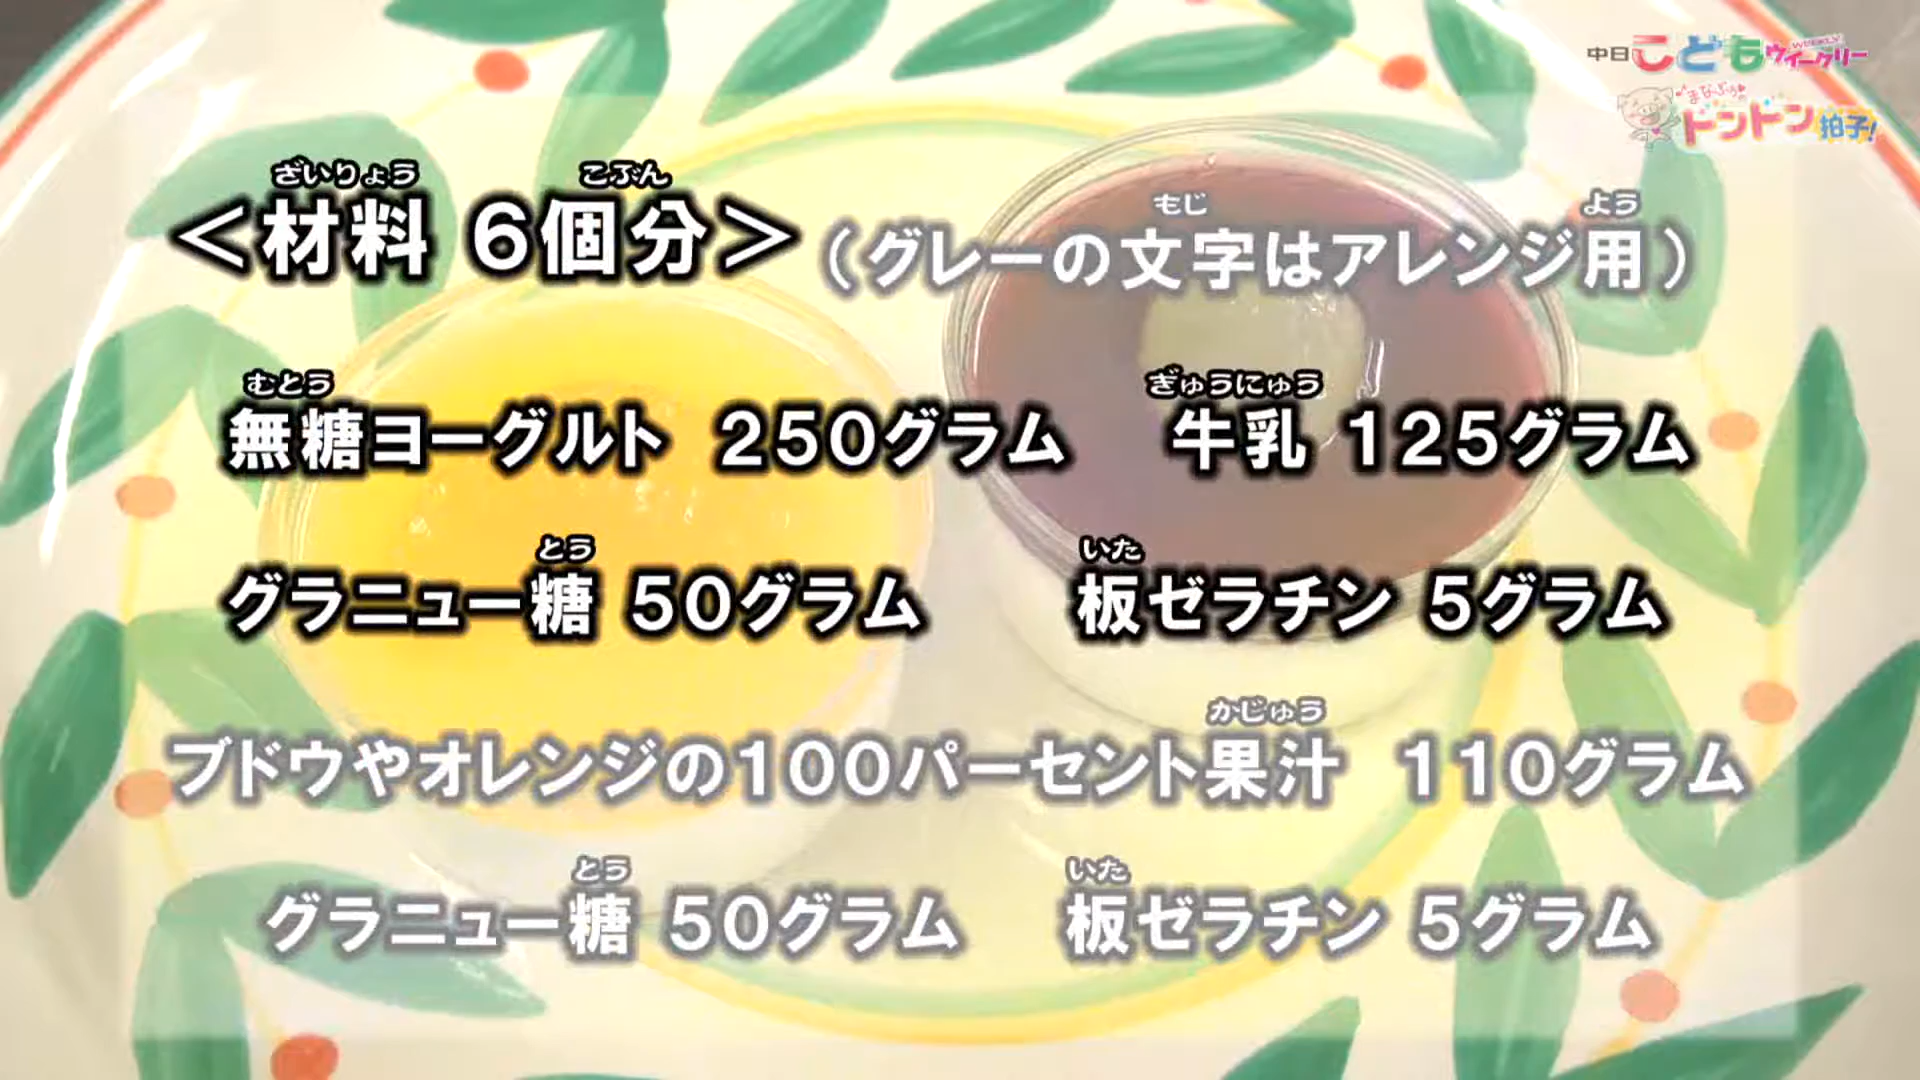 中日こどもウイークリー
WEEKLY
まなぶぅの
ドントン拍子!
ざいりょう こぶん
＜材料 6個分＞
もじ よう
（グレーの文字はアレンジ用）
むとう ぎゅうにゅう
無糖ヨーグルト 250グラム 牛乳 125グラム
とう いた
グラニュー糖 50グラム 板ゼラチン 5グラム
かじゅう
ブドウやオレンジの100パーセント果汁 110グラム
とう いた
グラニュー糖 50グラム 板ゼラチン 5グラム